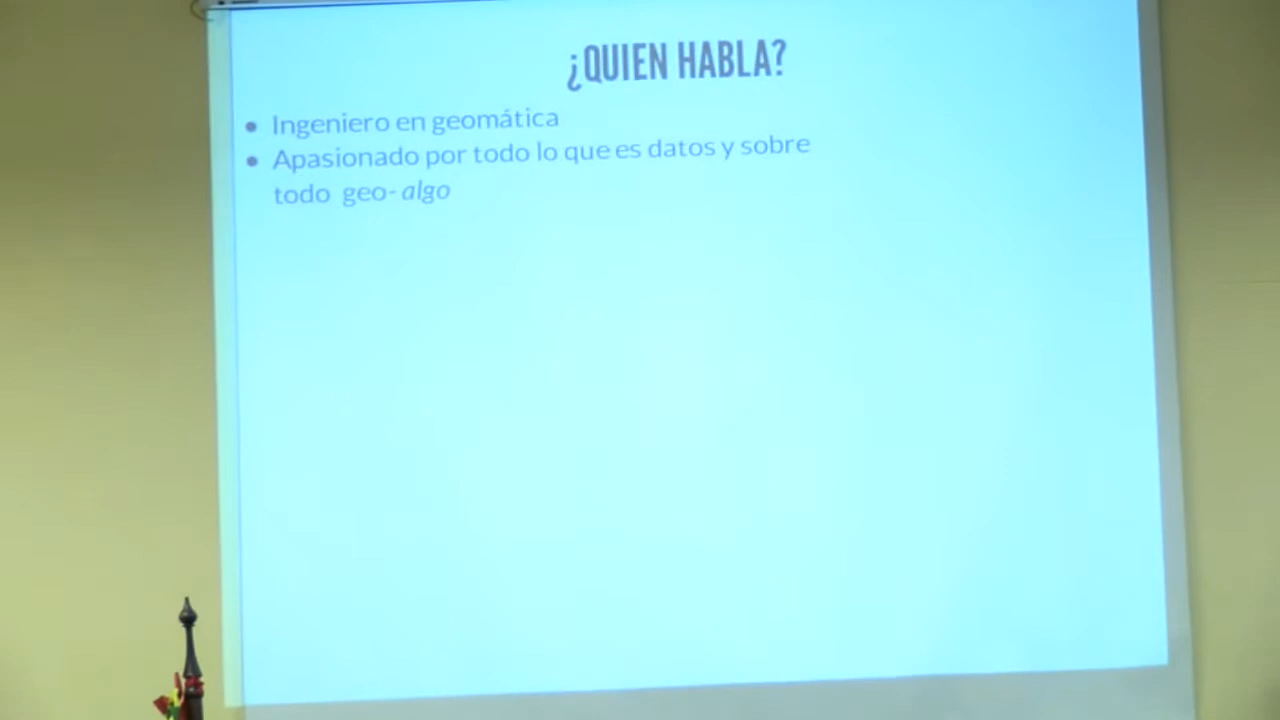 ¿QUIEN HABLA?
Ingeniero en geomática
Apasionado por todo lo que es datos y sobre
todo geo- algo